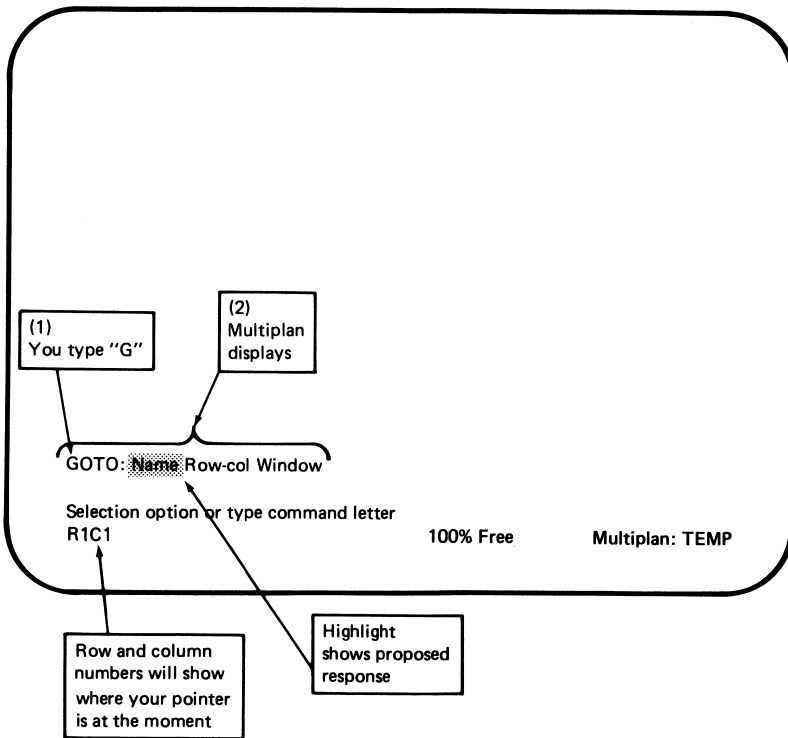 (1)
You type "G"
(2)
Multiplan
displays
GOTO: Name Row-col Window
Selection option or type command letter
R1C1
100% Free
Multiplan: TEMP
Row and column
numbers will show
where your pointer
is at the moment
Highlight
shows proposed
response